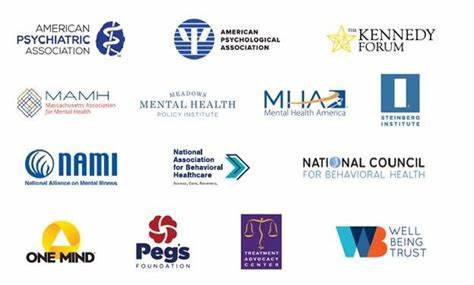 AMERICAN
PSYCHIATRIC
ASSOCIATION
AMERICAN
PSYCHOLOGICAL
ASSOCIATION
THE
KENNEDY
FORUM
MAMH
Massachusetts Association
for Mental Health
MEADOWS
MENTAL HEALTH
POLICY INSTITUTE
MHA
Mental Health America
STEINBERG
INSTITUTE
NAMI
National Alliance on Mental Illness
National
Association
for Behavioral
Healthcare
Access. Care. Recovery.
NATIONAL COUNCIL
FOR BEHAVIORAL HEALTH
ONE MIND
Peg's
FOUNDATION
TREATMENT
ADVOCACY
CENTER
WELL
BEING
TRUST